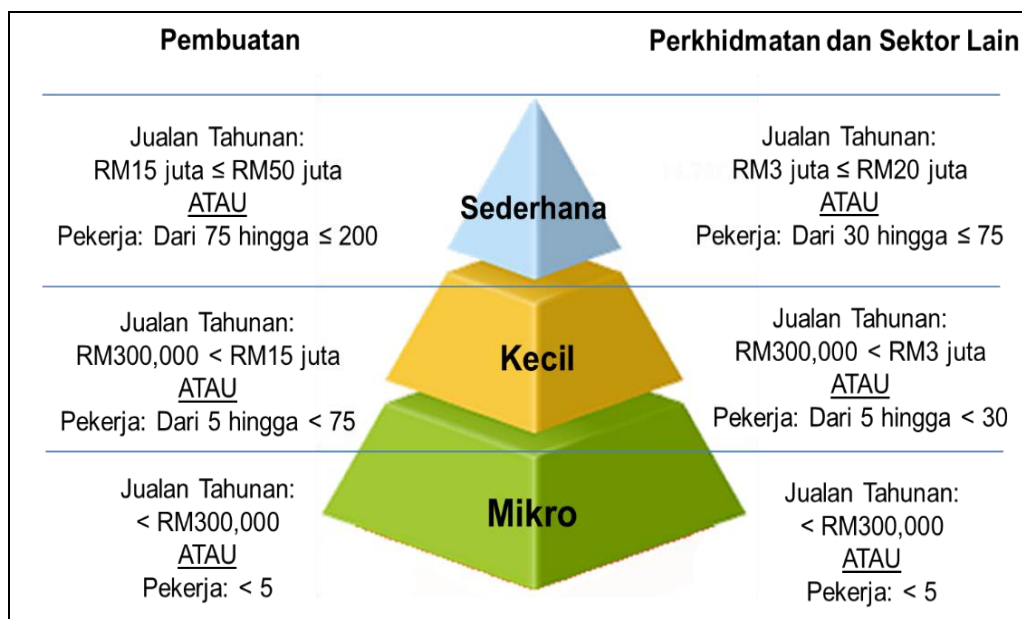 Pembuatan
Perkhidmatan dan Sektor Lain
Jualan Tahunan:
RM15 juta ≤ RM50 juta
ATAU
Pekerja: Dari 75 hingga ≤ 200
Sederhana
Jualan Tahunan:
RM3 juta ≤ RM20 juta
ATAU
Pekerja: Dari 30 hingga ≤ 75
Jualan Tahunan:
RM300,000 < RM15 juta
ATAU
Pekerja: Dari 5 hingga < 75
Kecil
Jualan Tahunan:
RM300,000 < RM3 juta
ATAU
Pekerja: Dari 5 hingga < 30
Jualan Tahunan:
< RM300,000
ATAU
Pekerja: < 5
Mikro
Jualan Tahunan:
< RM300,000
ATAU
Pekerja: < 5